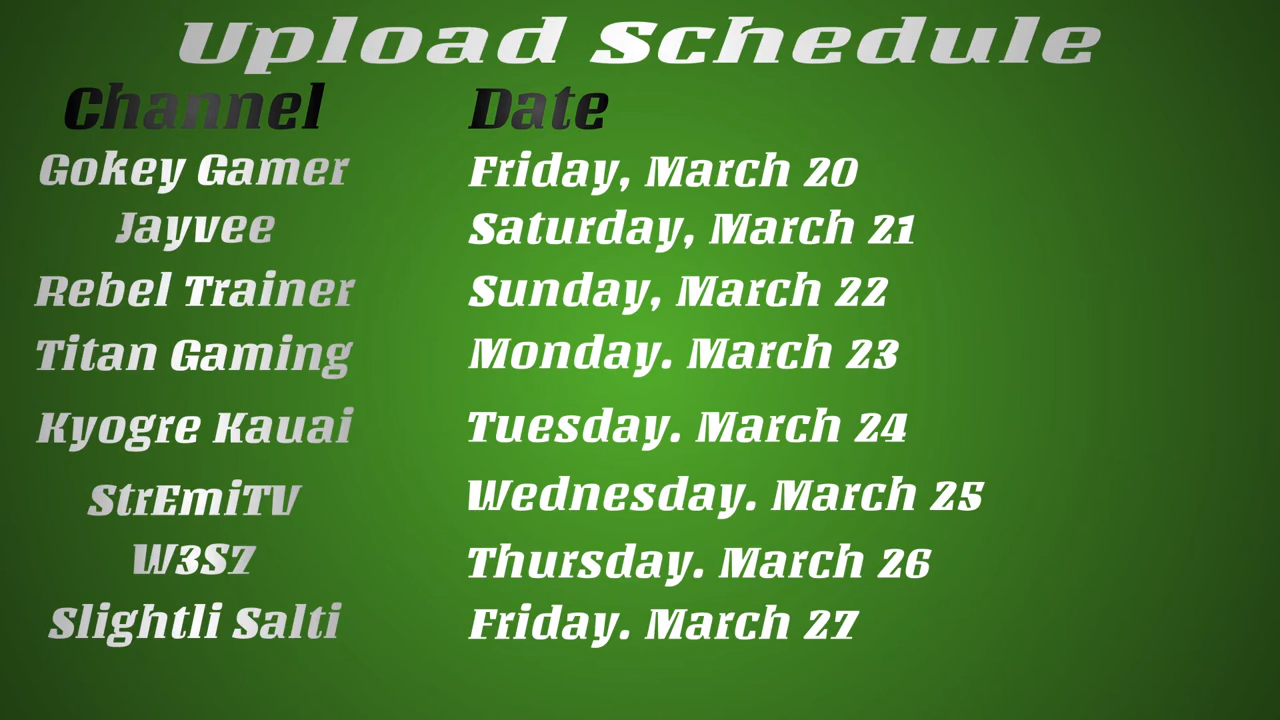 Upload Schedule
Channel Date
Gokey Gamer Friday, March 20
Jayvee Saturday, March 21
Rebel Trainer Sunday, March 22
Titan Gaming Monday. March 23
Kyogre Kauai Tuesday. March 24
StrEmiTV Wednesday. March 25
W3S7 Thursday. March 26
Slightli Salti Friday. March 27